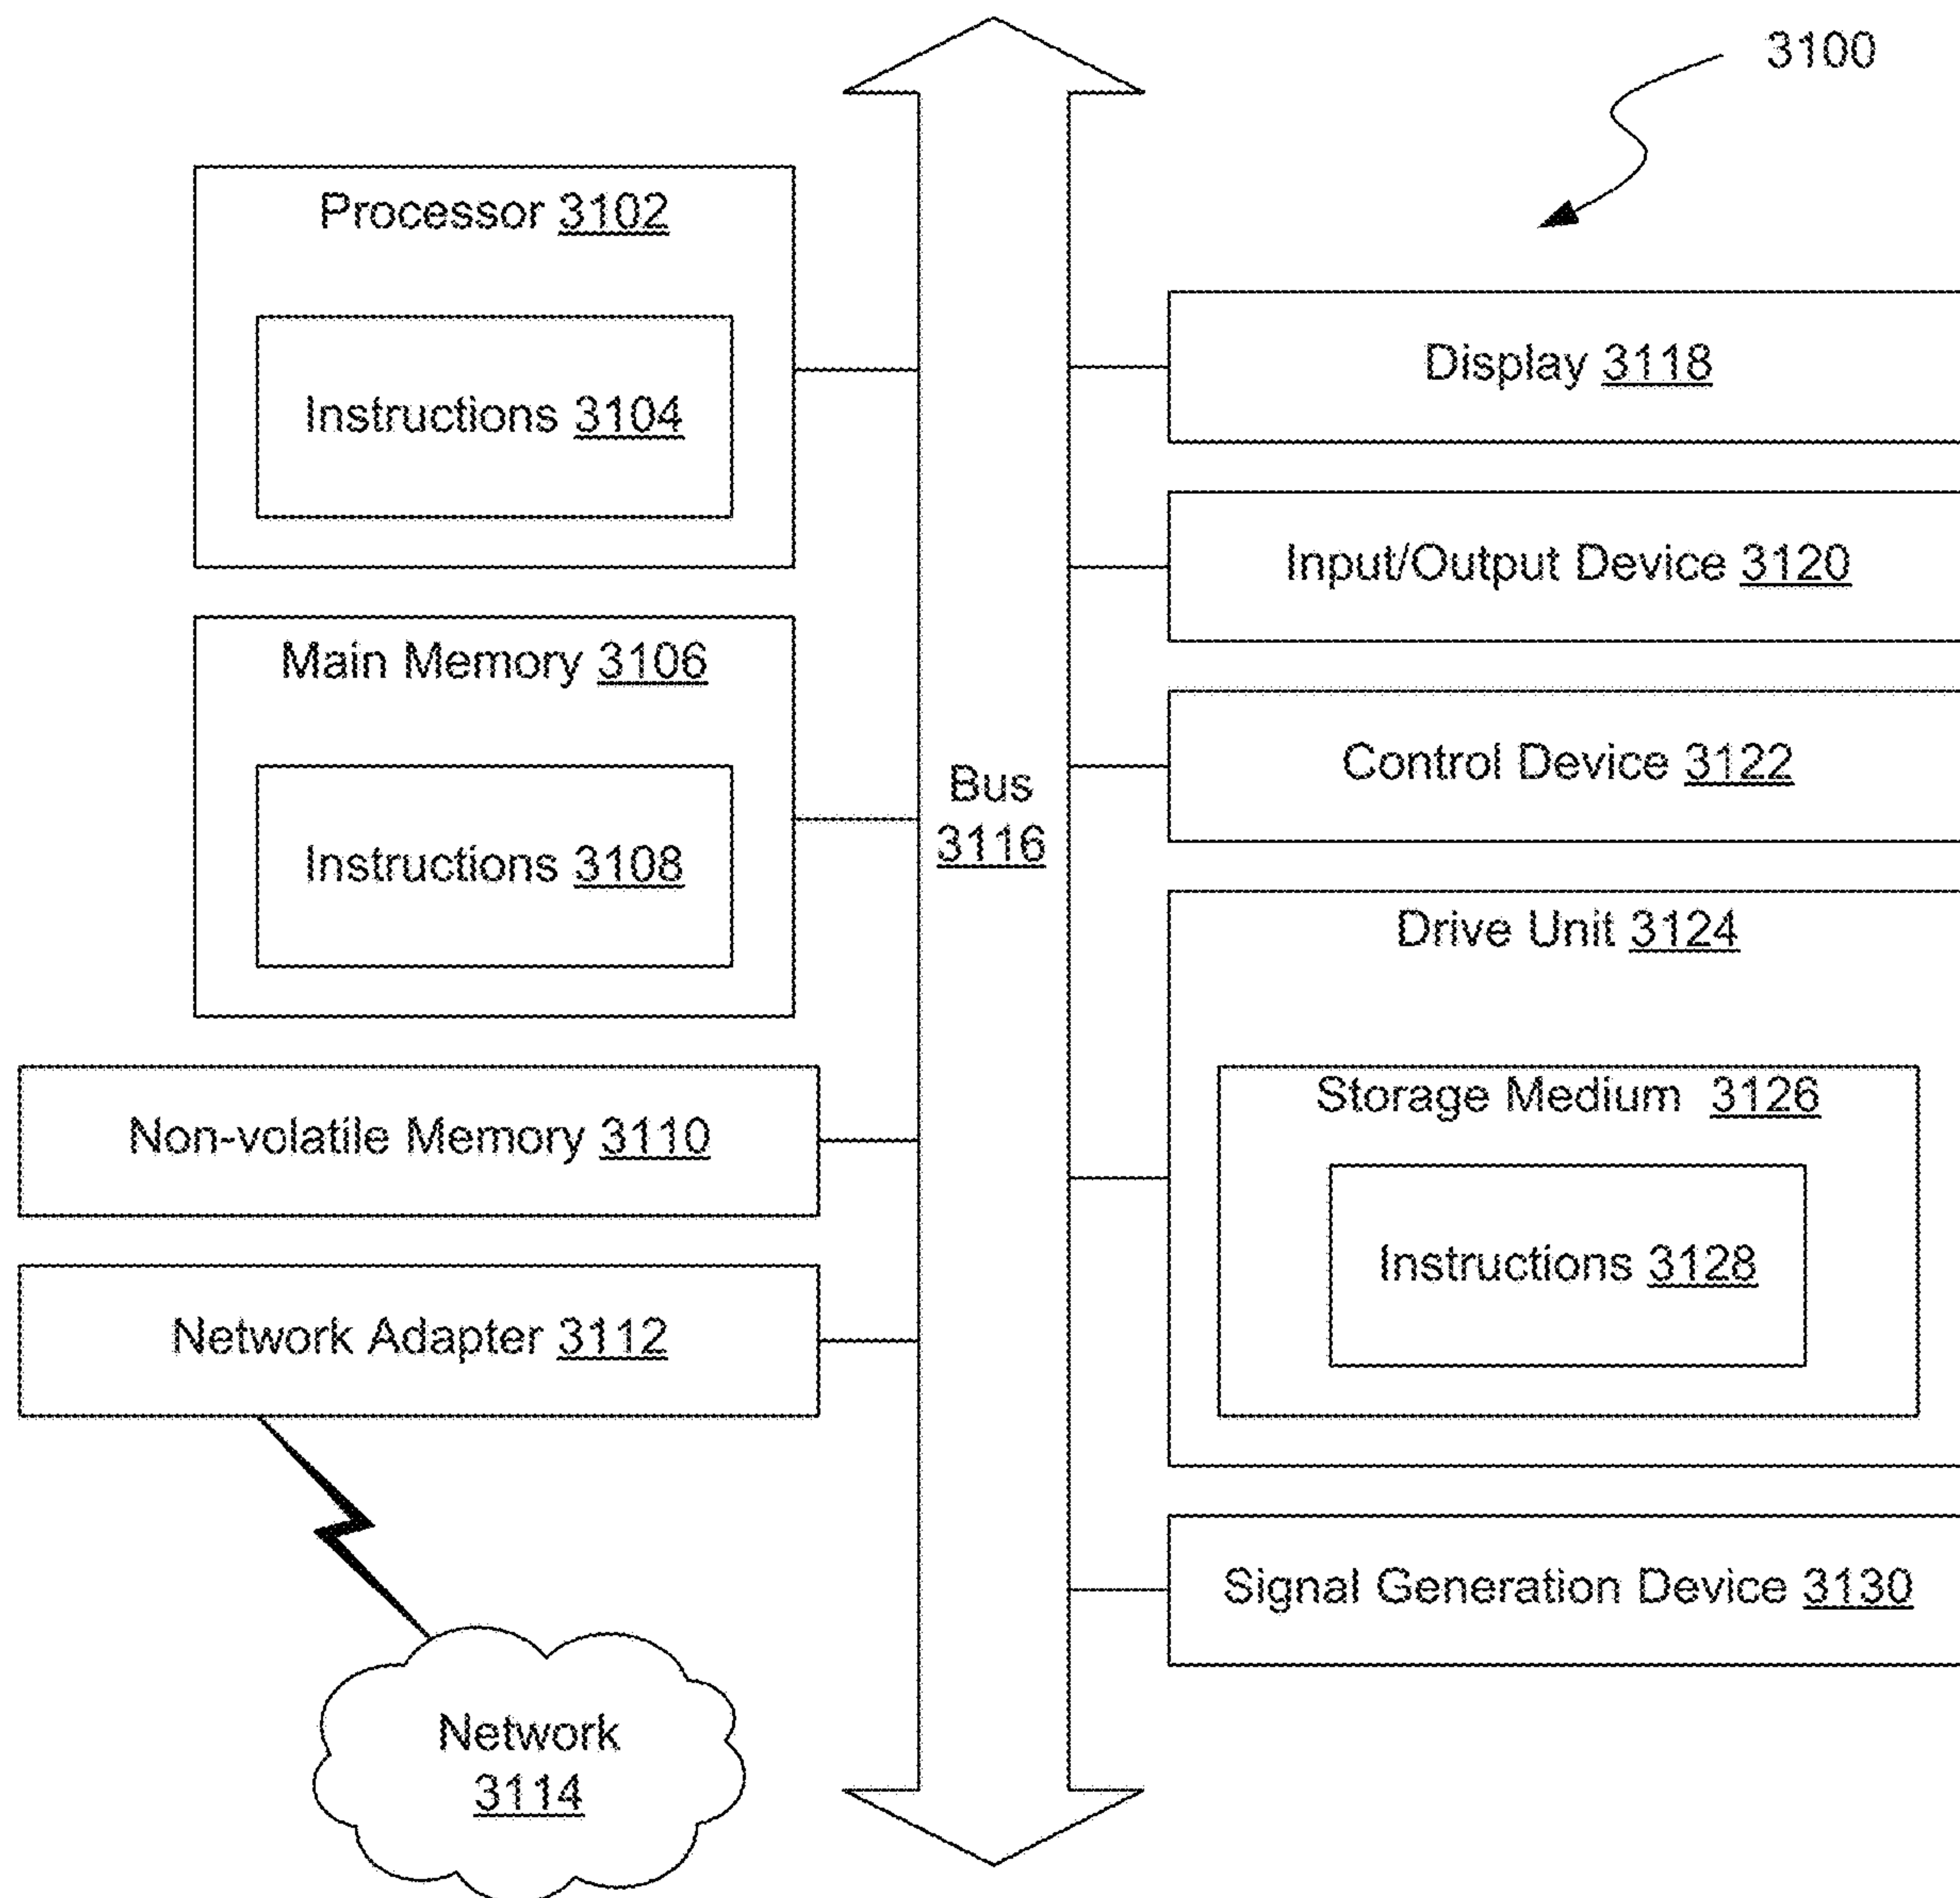 3100
Processor 3102
Instructions 3104
Main Memory 3106
Instructions 3108
Non-volatile Memory 3110
Network Adapter 3112
Network
3114
Bus
3116
Display 3118
Input/Output Device 3120
Control Device 3122
Drive Unit 3124
Storage Medium 3126
Instructions 3128
Signal Generation Device 3130